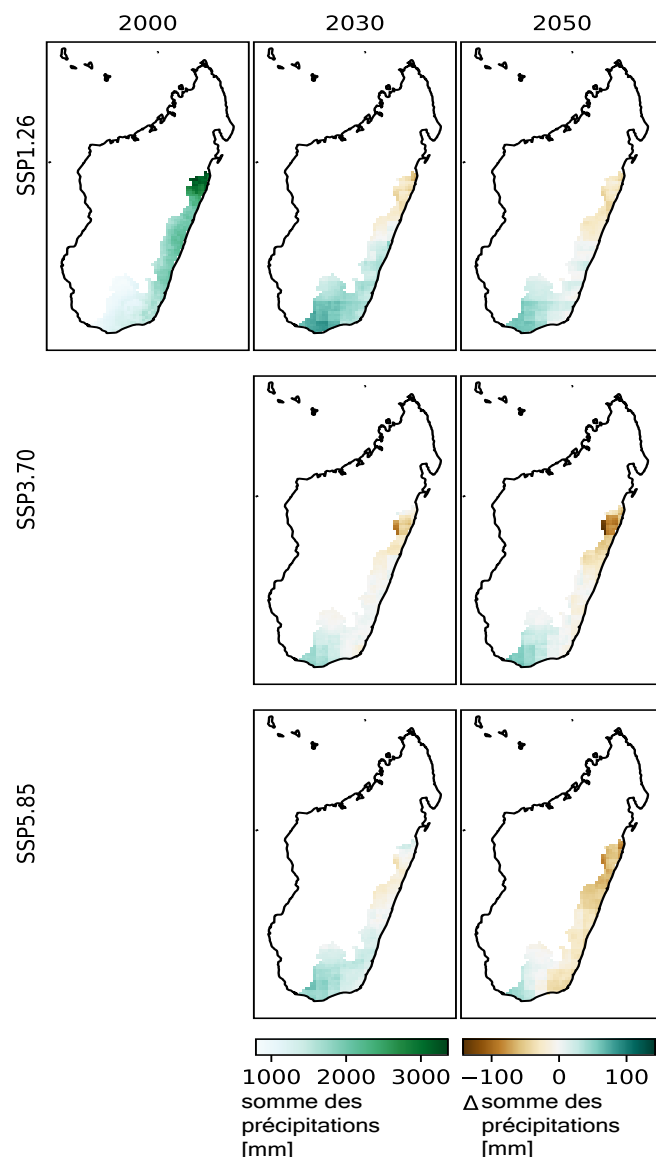 2000 2030 2050
SSP1.26
SSP3.70
SSP5.85
1000 2000 3000
−100 0 100
somme des
précipitations
[mm]
Δ somme des
précipitations
[mm]